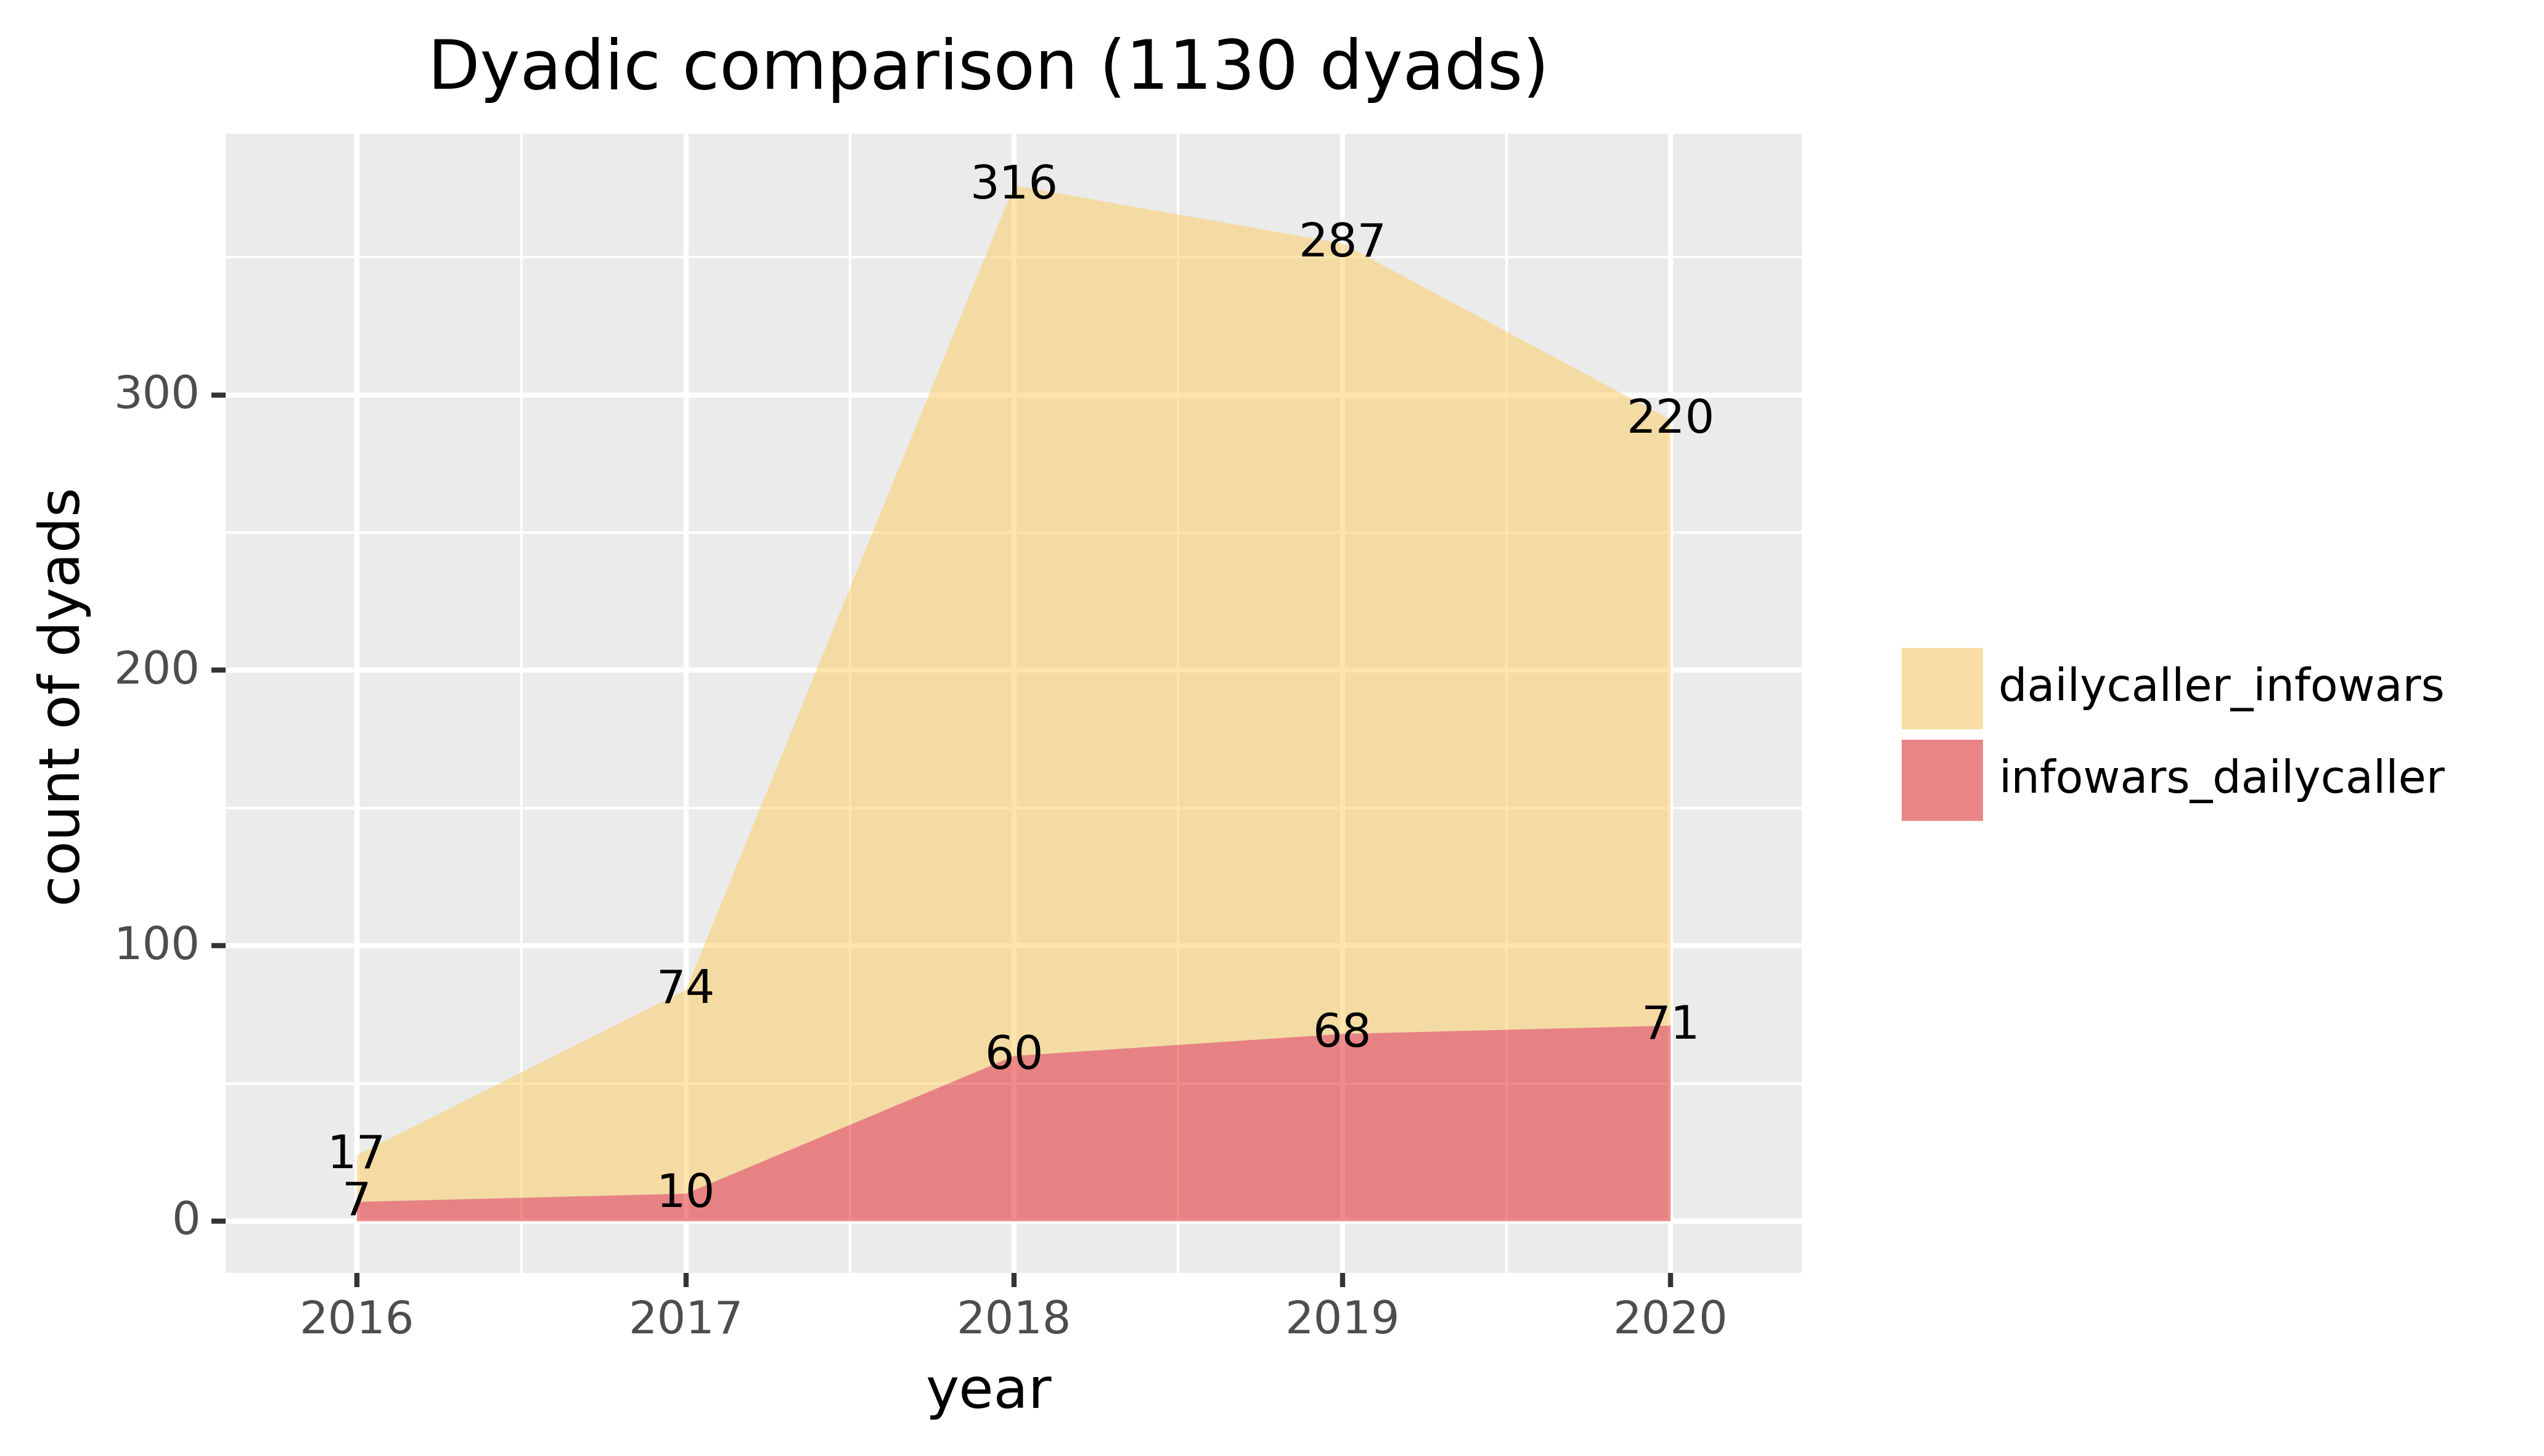 Dyadic comparison (1130 dyads)
316
287
300
220
count of dyads
200
dailycaller_infowars
infowars_dailycaller
100
74
71
68
60
17
10
7
0
2016 2017 2018 2019 2020
year